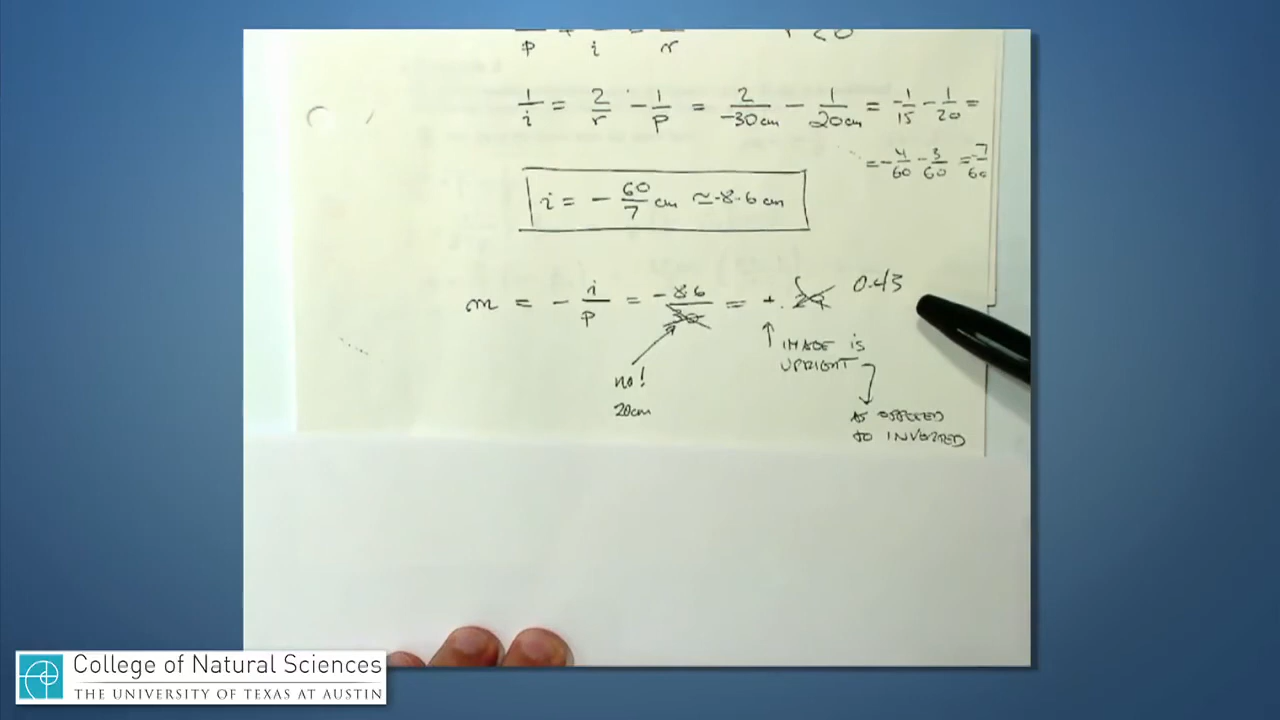 p i r r < 0
1/i = 2/r - 1/p = 2/-30cm - 1/20cm = -1/15 - 1/20 =
= -4/60 - 3/60 = -7/60
i = - 60/7 cm ≃ -8.6 cm
m = - i/p = -8.6/30 = + .29 0.43
IMAGE is
UPRIGHT
no!
20cm
AS OPPOSED
TO INVERTED
College of Natural Sciences
THE UNIVERSITY OF TEXAS AT AUSTIN